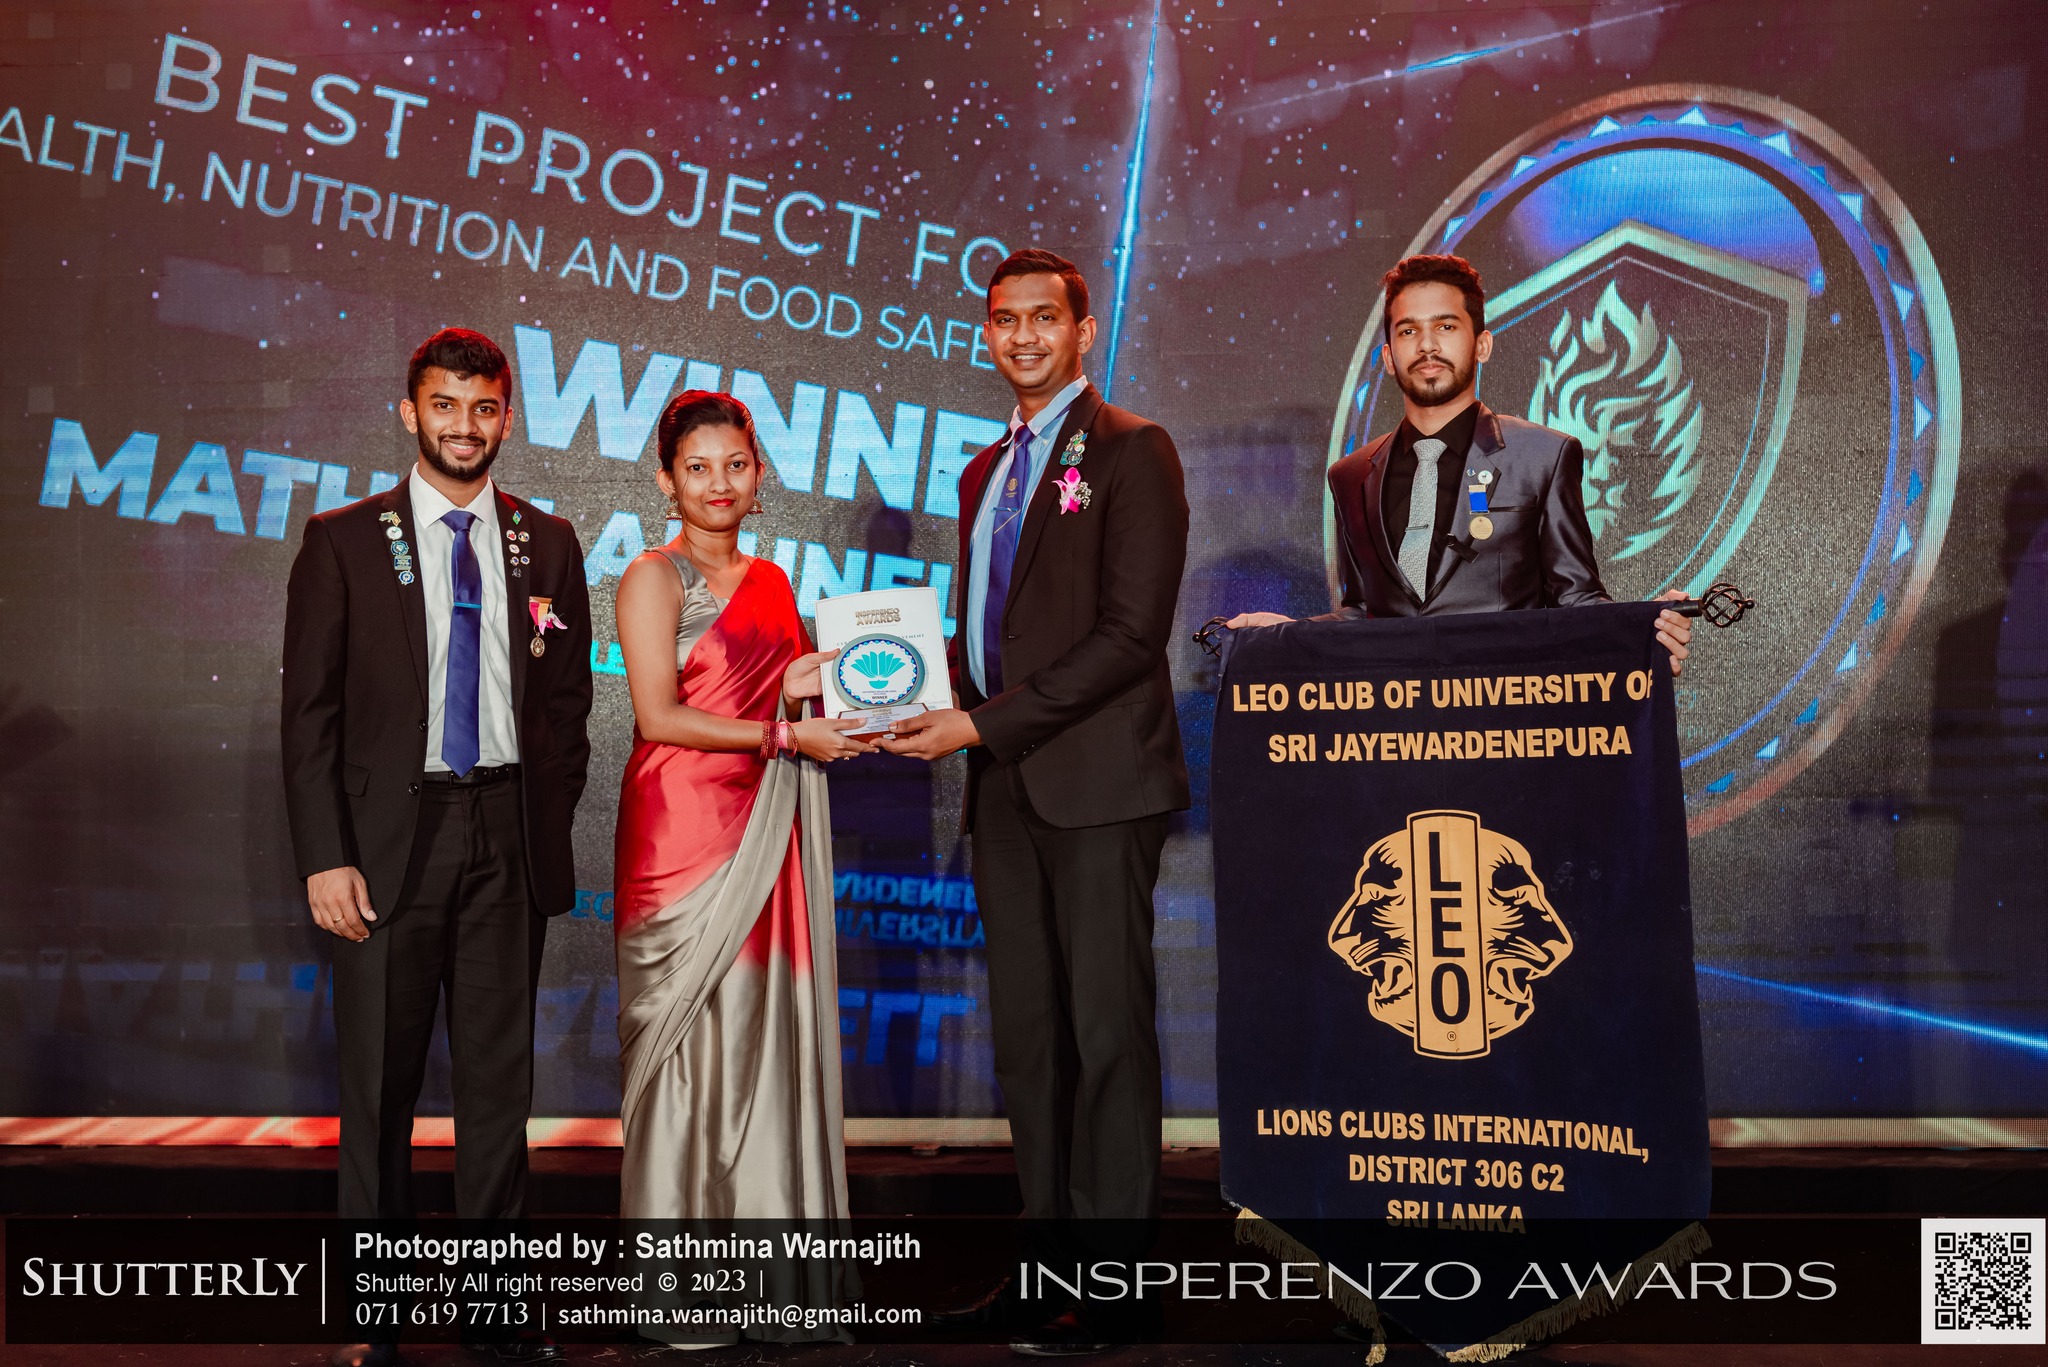 BEST PROJECT FO
ALTH, NUTRITION AND FOOD SAFE
WINNE
MATH
INSPERENZO
AWARDS
WINNER
LEO CLUB OF UNIVERSITY OF
SRI JAYEWARDENEPURA
LEO
®
LIONS CLUBS INTERNATIONAL,
DISTRICT 306 C2
SRI LANKA
SHUTTERLY
Photographed by : Sathmina Warnajith
Shutter.ly All right reserved © 2023 |
071 619 7713 | sathmina.warnajith@gmail.com
INSPERENZO AWARDS